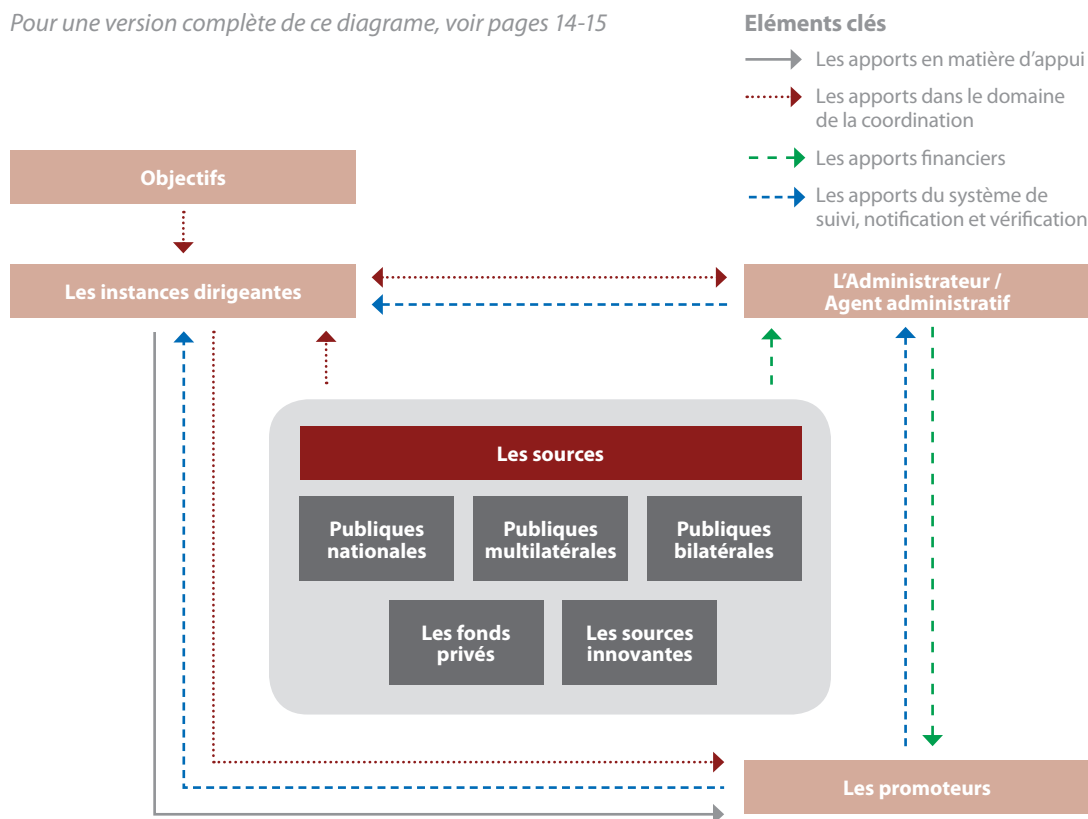 Pour une version complète de ce diagrame, voir pages 14-15
Eléments clés
Les apports en matière d'appui
Les apports dans le domaine
de la coordination
Les apports financiers
Les apports du système de
suivi, notification et vérification
Objectifs
Les instances dirigeantes
L'Administrateur /
Agent administratif
Les sources
Publiques
nationales
Publiques
multilatérales
Publiques
bilatérales
Les fonds
privés
Les sources
innovantes
Les promoteurs